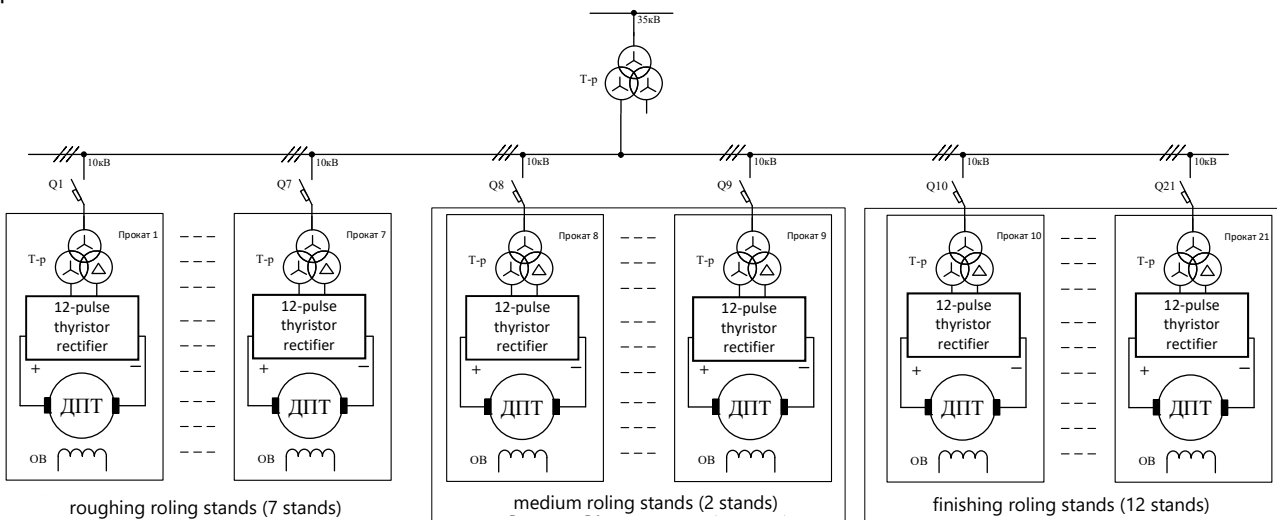 35кВ
Т-р
10кВ
10кВ
10кВ
10кВ
10кВ
10кВ
Q1
Q7
Q8
Q9
Q10
Q21
Прокат 1
Прокат 7
Прокат 8
Прокат 9
Прокат 10
Прокат 21
Т-р
Т-р
Т-р
Т-р
Т-р
Т-р
12-pulse
thyristor
rectifier
12-pulse
thyristor
rectifier
12-pulse
thyristor
rectifier
12-pulse
thyristor
rectifier
12-pulse
thyristor
rectifier
12-pulse
thyristor
rectifier
+ −
+ −
+ −
+ −
+ −
+ −
ДПТ
ДПТ
ДПТ
ДПТ
ДПТ
ДПТ
ОВ
ОВ
ОВ
ОВ
ОВ
ОВ
roughing roling stands (7 stands)
medium roling stands (2 stands)
finishing roling stands (12 stands)